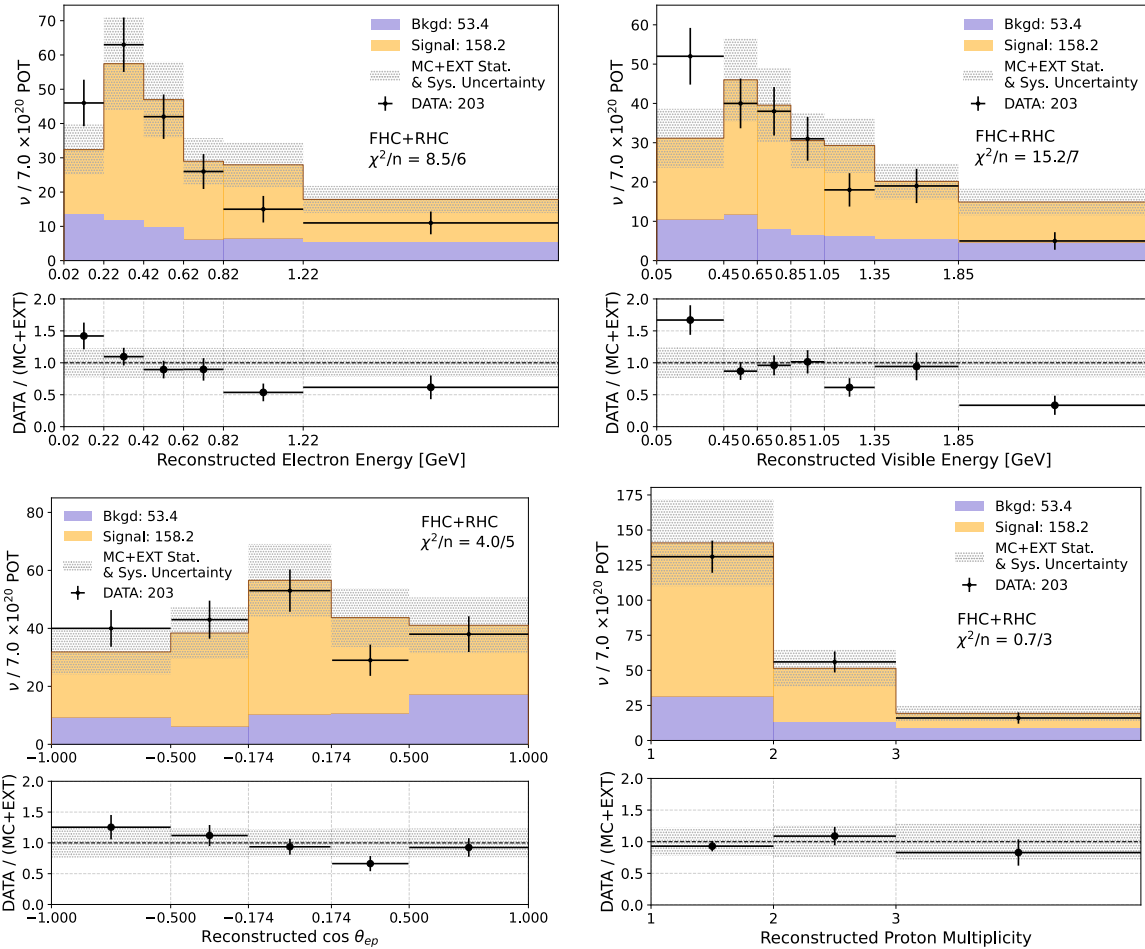 70
60
50
40
30
20
10
0
ν / 7.0 ×10²⁰ POT
Bkgd: 53.4
Signal: 158.2
MC+EXT Stat.
& Sys. Uncertainty
DATA: 203
FHC+RHC
χ²/n = 8.5/6
0.02 0.22 0.42 0.62 0.82 1.22
2.0
1.5
1.0
0.5
0.0
DATA / (MC+EXT)
0.02 0.22 0.42 0.62 0.82 1.22
Reconstructed Electron Energy [GeV]
60
50
40
30
20
10
0
ν / 7.0 ×10²⁰ POT
Bkgd: 53.4
Signal: 158.2
MC+EXT Stat.
& Sys. Uncertainty
DATA: 203
FHC+RHC
χ²/n = 15.2/7
0.05 0.45 0.65 0.85 1.05 1.35 1.85
2.0
1.5
1.0
0.5
0.0
DATA / (MC+EXT)
0.05 0.45 0.65 0.85 1.05 1.35 1.85
Reconstructed Visible Energy [GeV]
80
60
40
20
0
ν / 7.0 ×10²⁰ POT
Bkgd: 53.4
Signal: 158.2
MC+EXT Stat.
& Sys. Uncertainty
DATA: 203
FHC+RHC
χ²/n = 4.0/5
−1.000 −0.500 −0.174 0.174 0.500 1.000
2.0
1.5
1.0
0.5
0.0
DATA / (MC+EXT)
−1.000 −0.500 −0.174 0.174 0.500 1.000
Reconstructed cos θₑₚ
175
150
125
100
75
50
25
0
ν / 7.0 ×10²⁰ POT
Bkgd: 53.4
Signal: 158.2
MC+EXT Stat.
& Sys. Uncertainty
DATA: 203
FHC+RHC
χ²/n = 0.7/3
1 2 3
2.0
1.5
1.0
0.5
0.0
DATA / (MC+EXT)
1 2 3
Reconstructed Proton Multiplicity